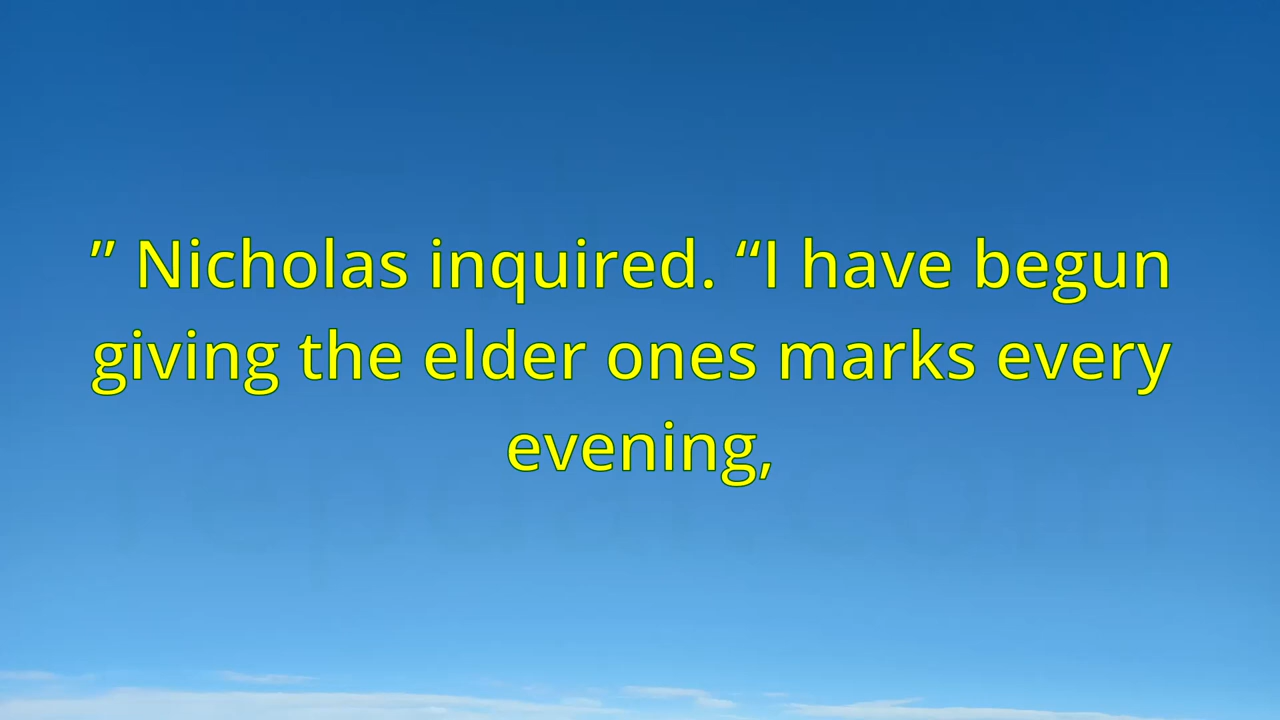 ” Nicholas inquired. “I have begun
giving the elder ones marks every
evening,